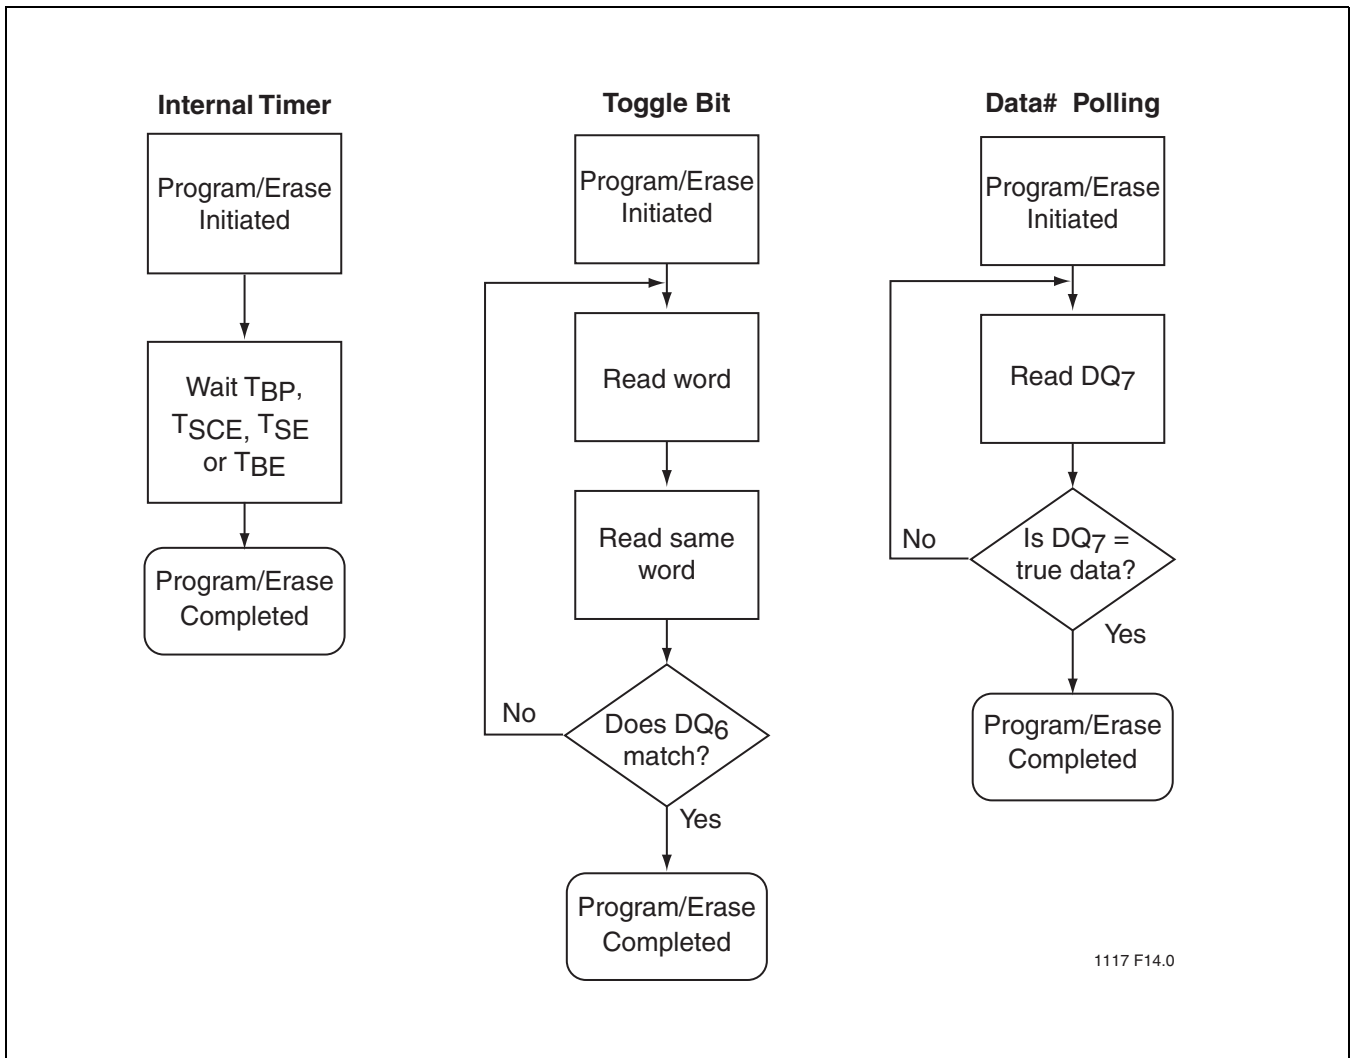 Internal Timer
Program/Erase
Initiated
Wait TBP,
TSCE, TSE
or TBE
Program/Erase
Completed
Toggle Bit
Program/Erase
Initiated
Read word
Read same
word
Does DQ6
match?
No
Yes
Program/Erase
Completed
Data# Polling
Program/Erase
Initiated
Read DQ7
Is DQ7 =
true data?
No
Yes
Program/Erase
Completed
1117 F14.0